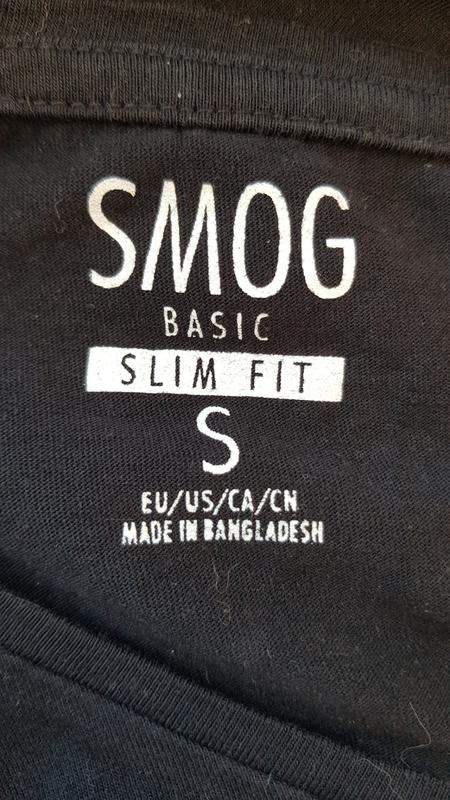 SMOG
BASIC
SLIM FIT
S
EU/US/CA/CN
MADE IN BANGLADESH